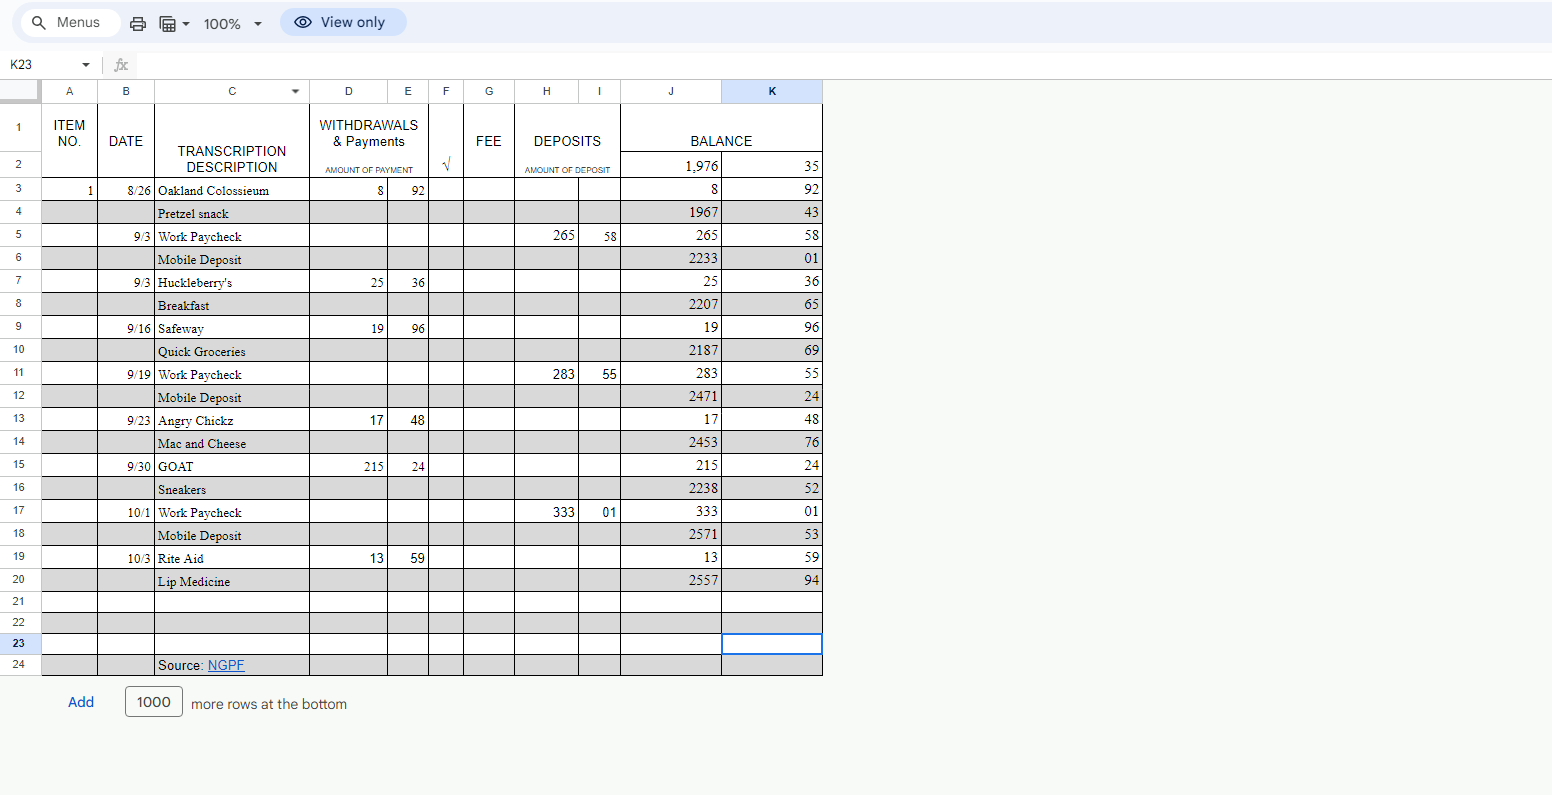 Menus 100% View only
K23 fx
A B C D E F G H I J K
1 ITEM NO. DATE TRANSCRIPTION DESCRIPTION WITHDRAWALS & Payments AMOUNT OF PAYMENT √ FEE DEPOSITS AMOUNT OF DEPOSIT BALANCE
2 1,976 35
3 1 8/26 Oakland Colossieum 8 92 8 92
4 Pretzel snack 1967 43
5 9/3 Work Paycheck 265 58 265 58
6 Mobile Deposit 2233 01
7 9/3 Huckleberry's 25 36 25 36
8 Breakfast 2207 65
9 9/16 Safeway 19 96 19 96
10 Quick Groceries 2187 69
11 9/19 Work Paycheck 283 55 283 55
12 Mobile Deposit 2471 24
13 9/23 Angry Chickz 17 48 17 48
14 Mac and Cheese 2453 76
15 9/30 GOAT 215 24 215 24
16 Sneakers 2238 52
17 10/1 Work Paycheck 333 01 333 01
18 Mobile Deposit 2571 53
19 10/3 Rite Aid 13 59 13 59
20 Lip Medicine 2557 94
21
22
23
24 Source: NGPF
Add 1000 more rows at the bottom